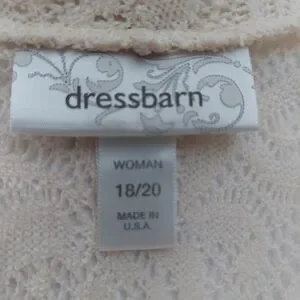 dressbarn
WOMAN
18/20
MADE IN
U.S.A.